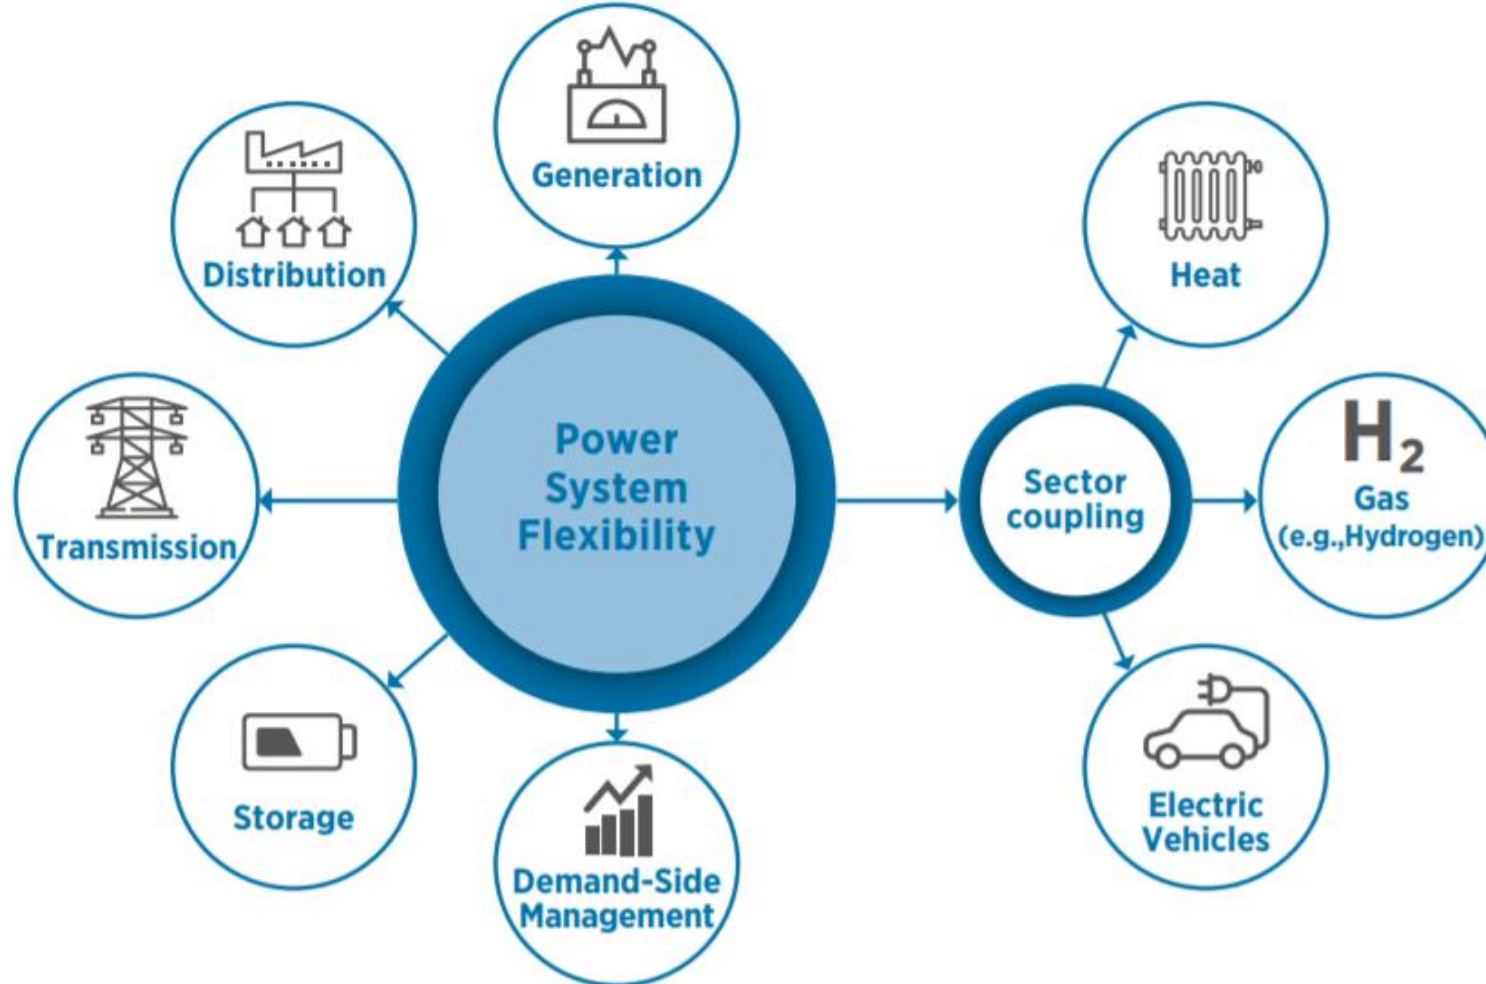 Generation
Distribution
Heat
Power
System
Flexibility
Sector
coupling
H₂
Gas
(e.g.,Hydrogen)
Transmission
Storage
Electric
Vehicles
Demand-Side
Management